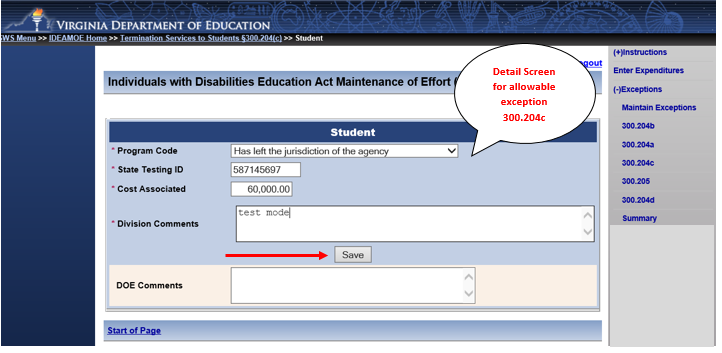 VIRGINIA DEPARTMENT OF EDUCATION
SWS Menu >> IDEAMOE Home >> Termination Services to Students §300.204(c) >> Student
ogout
Individuals with Disabilities Education Act Maintenance of Effort (
Detail Screen
for allowable
exception
300.204c
Student
* Program Code Has left the jurisdiction of the agency
* State Testing ID 587145697
* Cost Associated 60,000.00
* Division Comments test mode
Save
DOE Comments
Start of Page
(+)Instructions
Enter Expenditures
(-)Exceptions
Maintain Exceptions
300.204b
300.204a
300.204c
300.205
300.204d
Summary